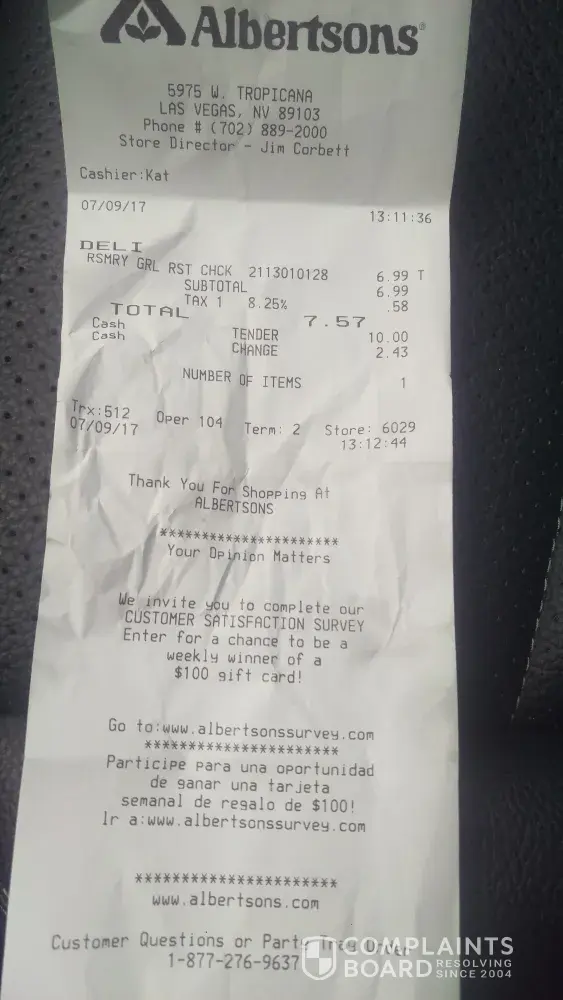 Albertsons®
5975 W. TROPICANA
LAS VEGAS, NV 89103
Phone # (702) 889-2000
Store Director - Jim Corbett
Cashier:Kat
07/09/17 13:11:36
DELI
RSMRY GRL RST CHCK 2113010128 6.99 T
SUBTOTAL 6.99
TAX 1 8.25% .58
TOTAL 7.57
Cash TENDER 10.00
Cash CHANGE 2.43
NUMBER OF ITEMS 1
Trx:512 Oper 104 Term: 2 Store: 6029
07/09/17 13:12:44
Thank You For Shopping At
ALBERTSONS
*********************
Your Opinion Matters
We invite you to complete our
CUSTOMER SATISFACTION SURVEY
Enter for a chance to be a
weekly winner of a
$100 gift card!
Go to:www.albertsonssurvey.com
***********************
Participe para una oportunidad
de ganar una tarjeta
semanal de regalo de $100!
Ir a:www.albertsonssurvey.com
***********************
www.albertsons.com
Customer Questions or Party Tray Order
1-877-276-9637
COMPLAINTS
BOARD
RESOLVING
SINCE 2004